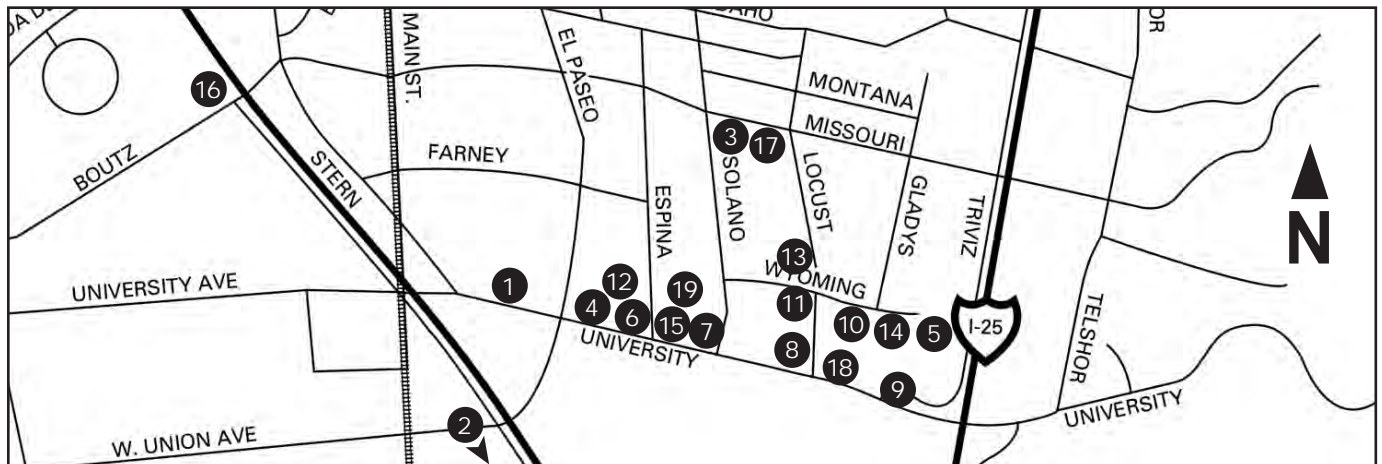 MAIN ST.
EL PASEO
MONTANA
MISSOURI
16
3
17
BOUTZ
STERN
FARNEY
ESPINA
SOLANO
LOCUST
GLADYS
TRIVIZ
N
13
WYOMING
UNIVERSITY AVE
1
12
19
4
6
15
7
11
10
14
5
I-25
TELSHOR
UNIVERSITY
8
18
9
UNIVERSITY
2
W. UNION AVE